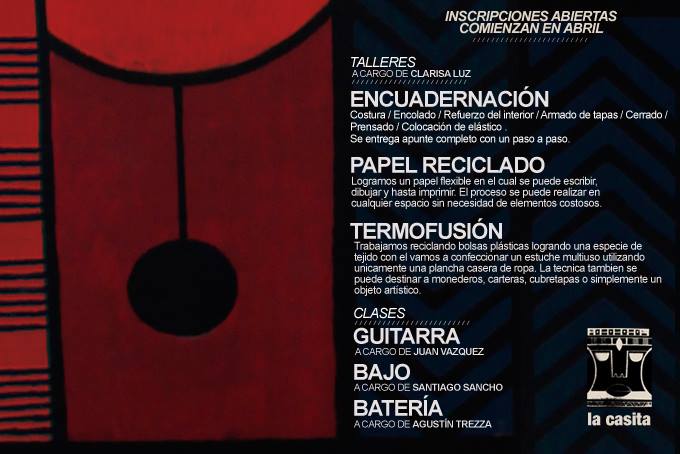 INSCRIPCIONES ABIERTAS
COMIENZAN EN ABRIL
TALLERES
A CARGO DE CLARISA LUZ
ENCUADERNACIÓN
Costura / Encolado / Refuerzo del interior / Armado de tapas / Cerrado /
Prensado / Colocación de elástico .
Se entrega apunte completo con un paso a paso.
PAPEL RECICLADO
Logramos un papel flexible en el cual se puede escribir,
dibujar y hasta imprimir. El proceso se puede realizar en
cualquier espacio sin necesidad de elementos costosos.
TERMOFUSIÓN
Trabajamos reciclando bolsas plásticas logrando una especie de
tejido con el vamos a confeccionar un estuche multiuso utilizando
unicamente una plancha casera de ropa. La tecnica tambien se
puede destinar a monederos, carteras, cubretapas o simplemente un
objeto artístico.
CLASES
GUITARRA
A CARGO DE JUAN VAZQUEZ
BAJO
A CARGO DE SANTIAGO SANCHO
BATERÍA
A CARGO DE AGUSTÍN TREZZA
la casita